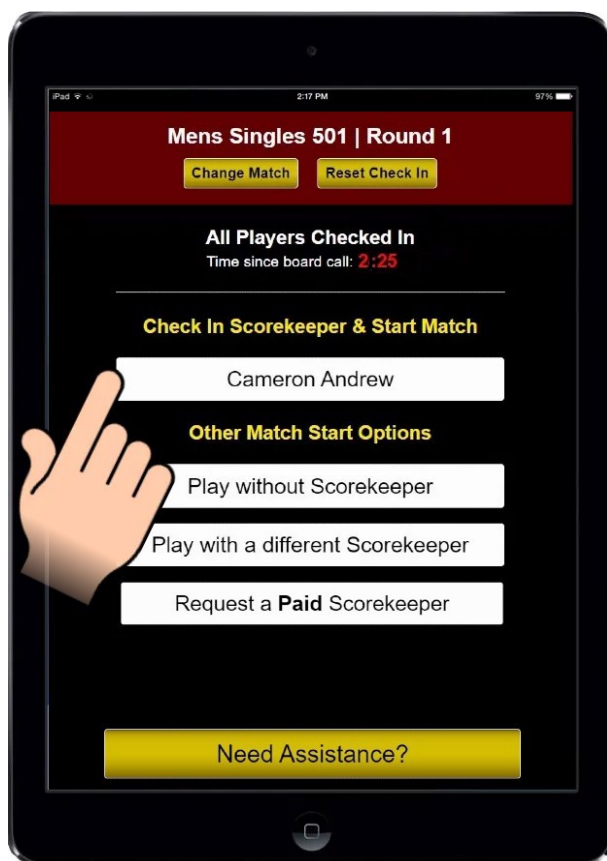 iPad
2:17 PM
97%
Mens Singles 501 | Round 1
Change Match
Reset Check In
All Players Checked In
Time since board call: 2:25
Check In Scorekeeper & Start Match
Cameron Andrew
Other Match Start Options
Play without Scorekeeper
Play with a different Scorekeeper
Request a Paid Scorekeeper
Need Assistance?